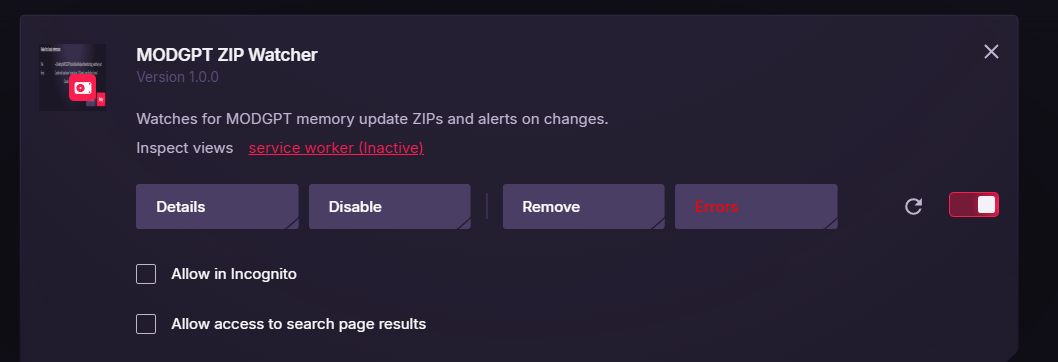 MODGPT ZIP Watcher
Version 1.0.0
Watches for MODGPT memory update ZIPs and alerts on changes.
Inspect views service worker (Inactive)
Details Disable Remove Errors
Allow in Incognito
Allow access to search page results